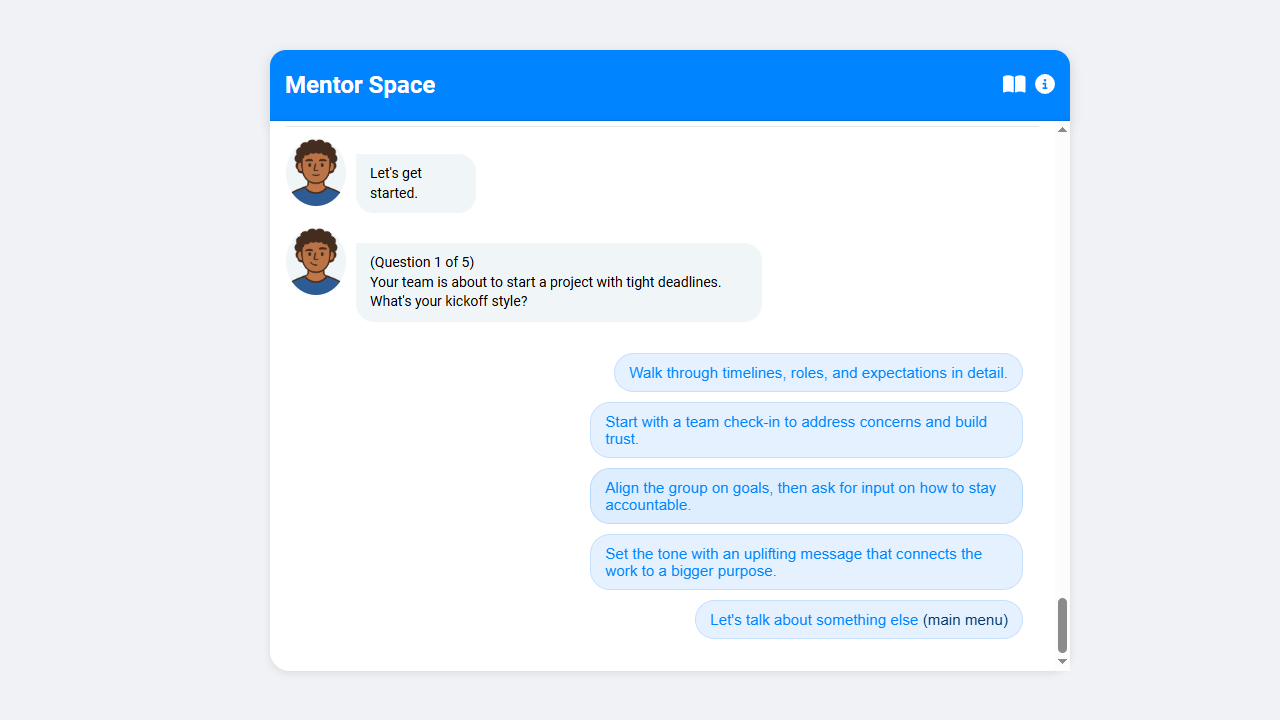 Mentor Space
Let's get
started.
(Question 1 of 5)
Your team is about to start a project with tight deadlines.
What's your kickoff style?
Walk through timelines, roles, and expectations in detail.
Start with a team check-in to address concerns and build
trust.
Align the group on goals, then ask for input on how to stay
accountable.
Set the tone with an uplifting message that connects the
work to a bigger purpose.
Let's talk about something else (main menu)